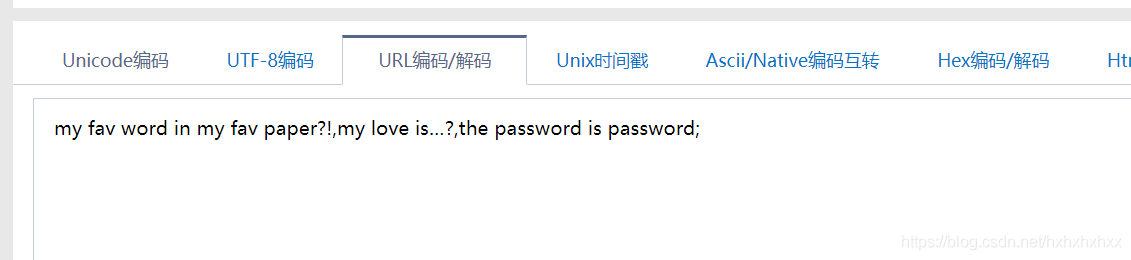 Unicode编码 UTF-8编码 URL编码/解码 Unix时间戳 Ascii/Native编码互转 Hex编码/解码
my fav word in my fav paper?!,my love is…?,the password is password;
https://blog.csdn.net/hxhxhxhxx